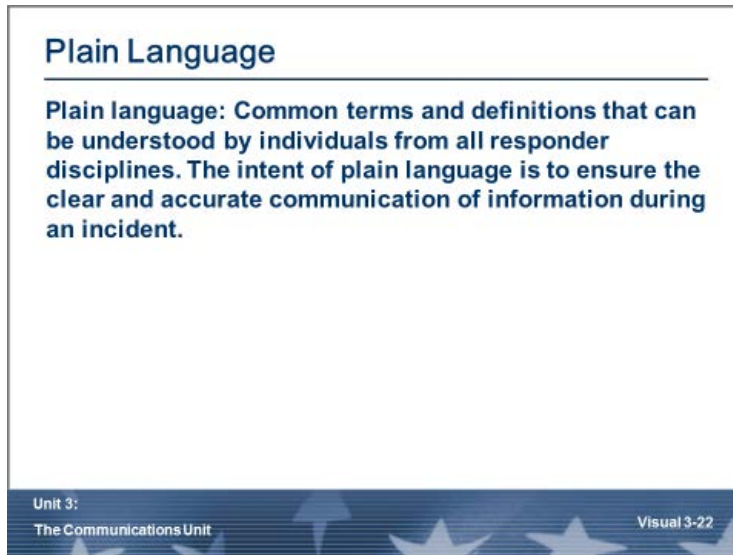 Plain Language
Plain language: Common terms and definitions that can
be understood by individuals from all responder
disciplines. The intent of plain language is to ensure the
clear and accurate communication of information during
an incident.
Unit 3:
The Communications Unit
Visual 3-22